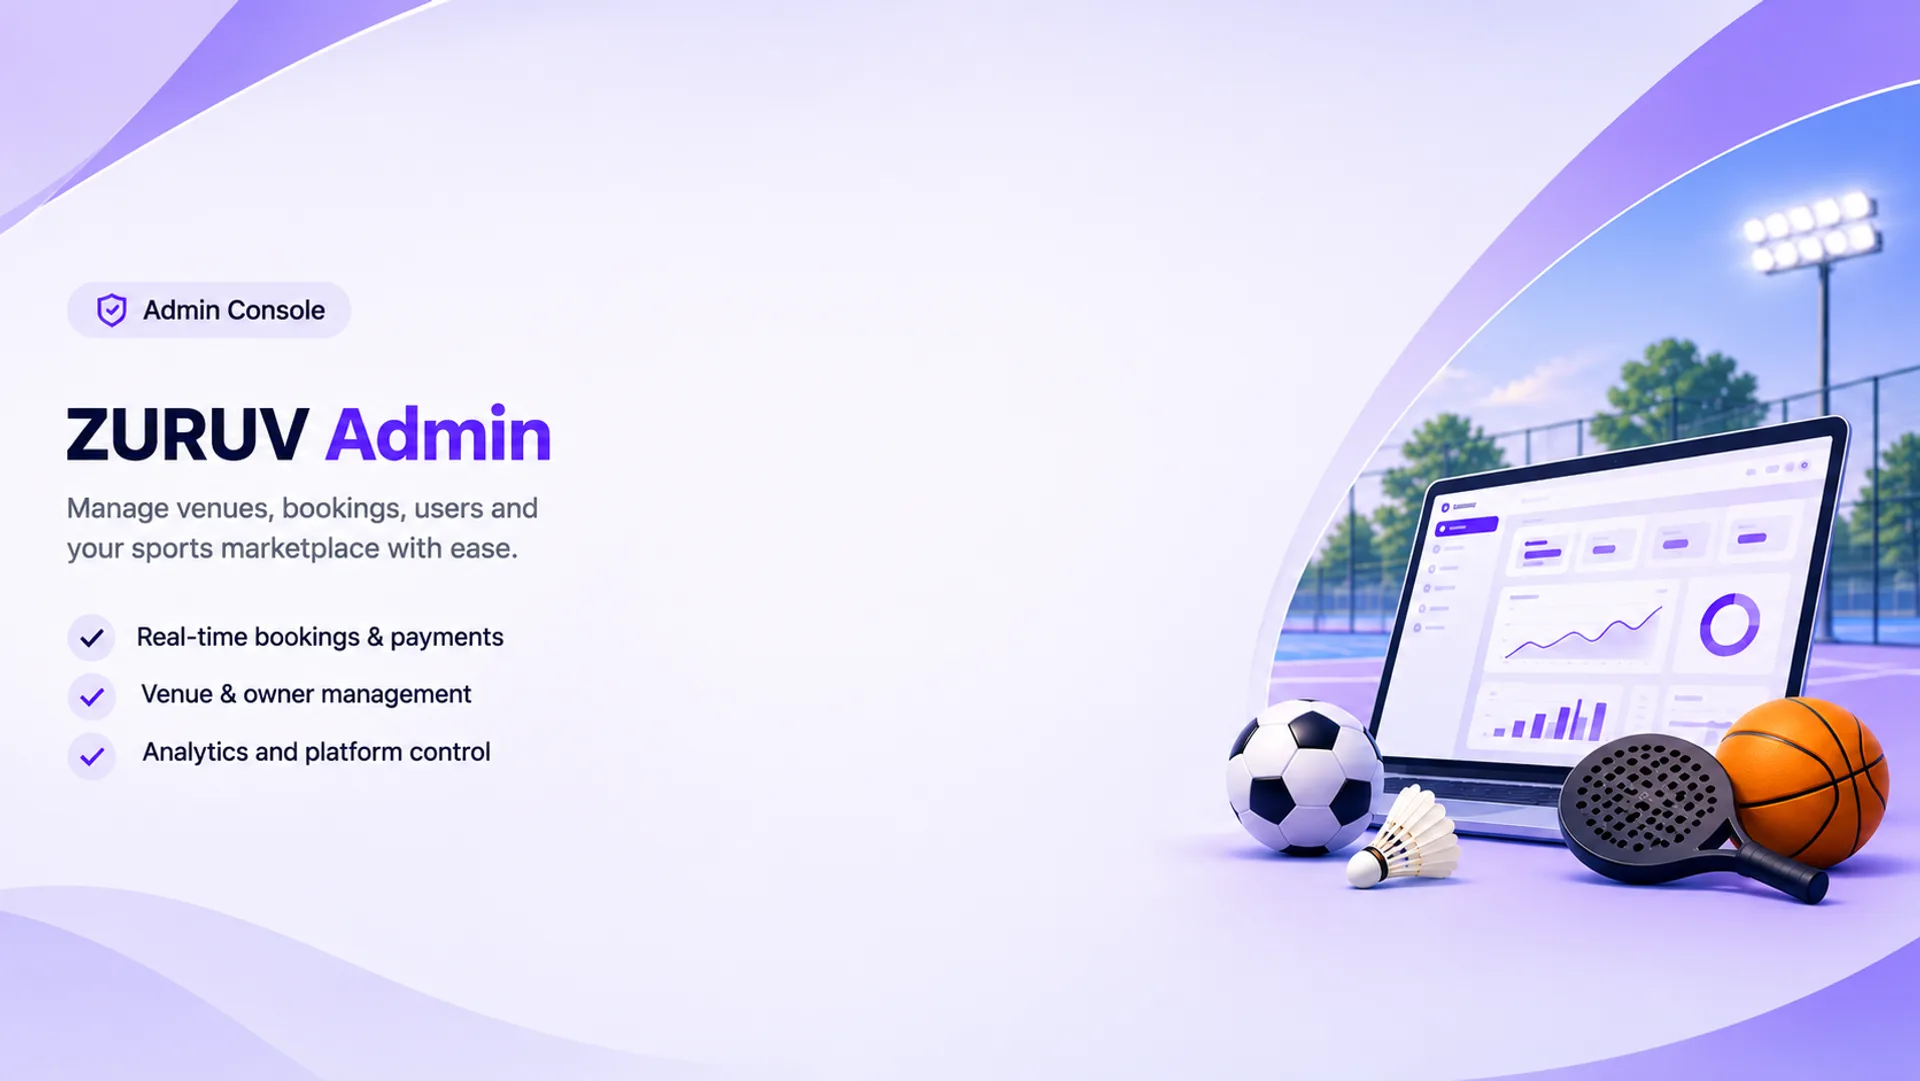 Admin Console
ZURUV Admin
Manage venues, bookings, users and
your sports marketplace with ease.
Real-time bookings & payments
Venue & owner management
Analytics and platform control